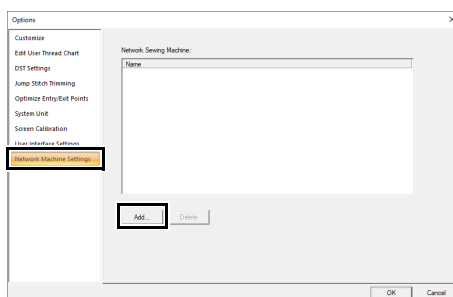 Options
Customize
Edit User Thread Chart
DST Settings
Jump Stitch Trimming
Optimize Entry/Exit Points
System Unit
Screen Calibration
User Interface Settings
Network Machine Settings
Network Sewing Machine:
Name
Add...
Delete
OK
Cancel